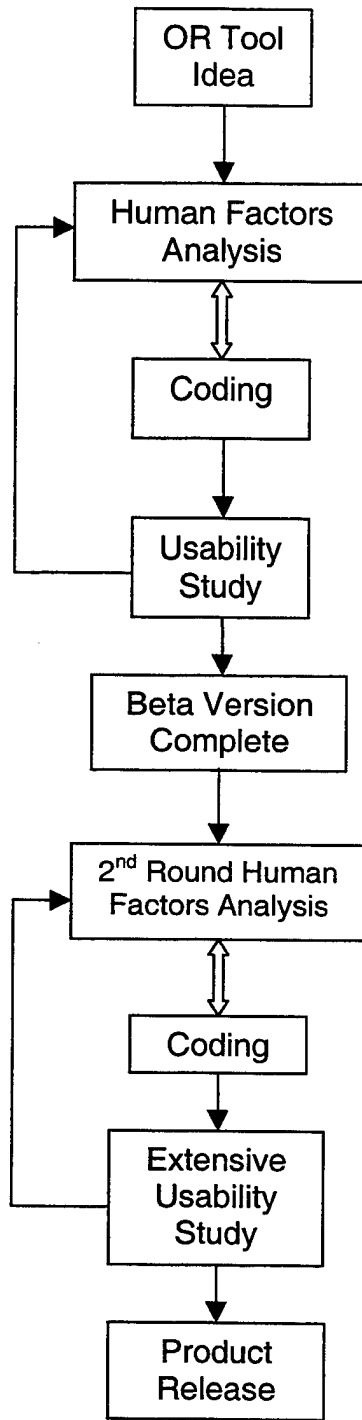 OR Tool
Idea
Human Factors
Analysis
Coding
Usability
Study
Beta Version
Complete
2nd Round Human
Factors Analysis
Coding
Extensive
Usability
Study
Product
Release